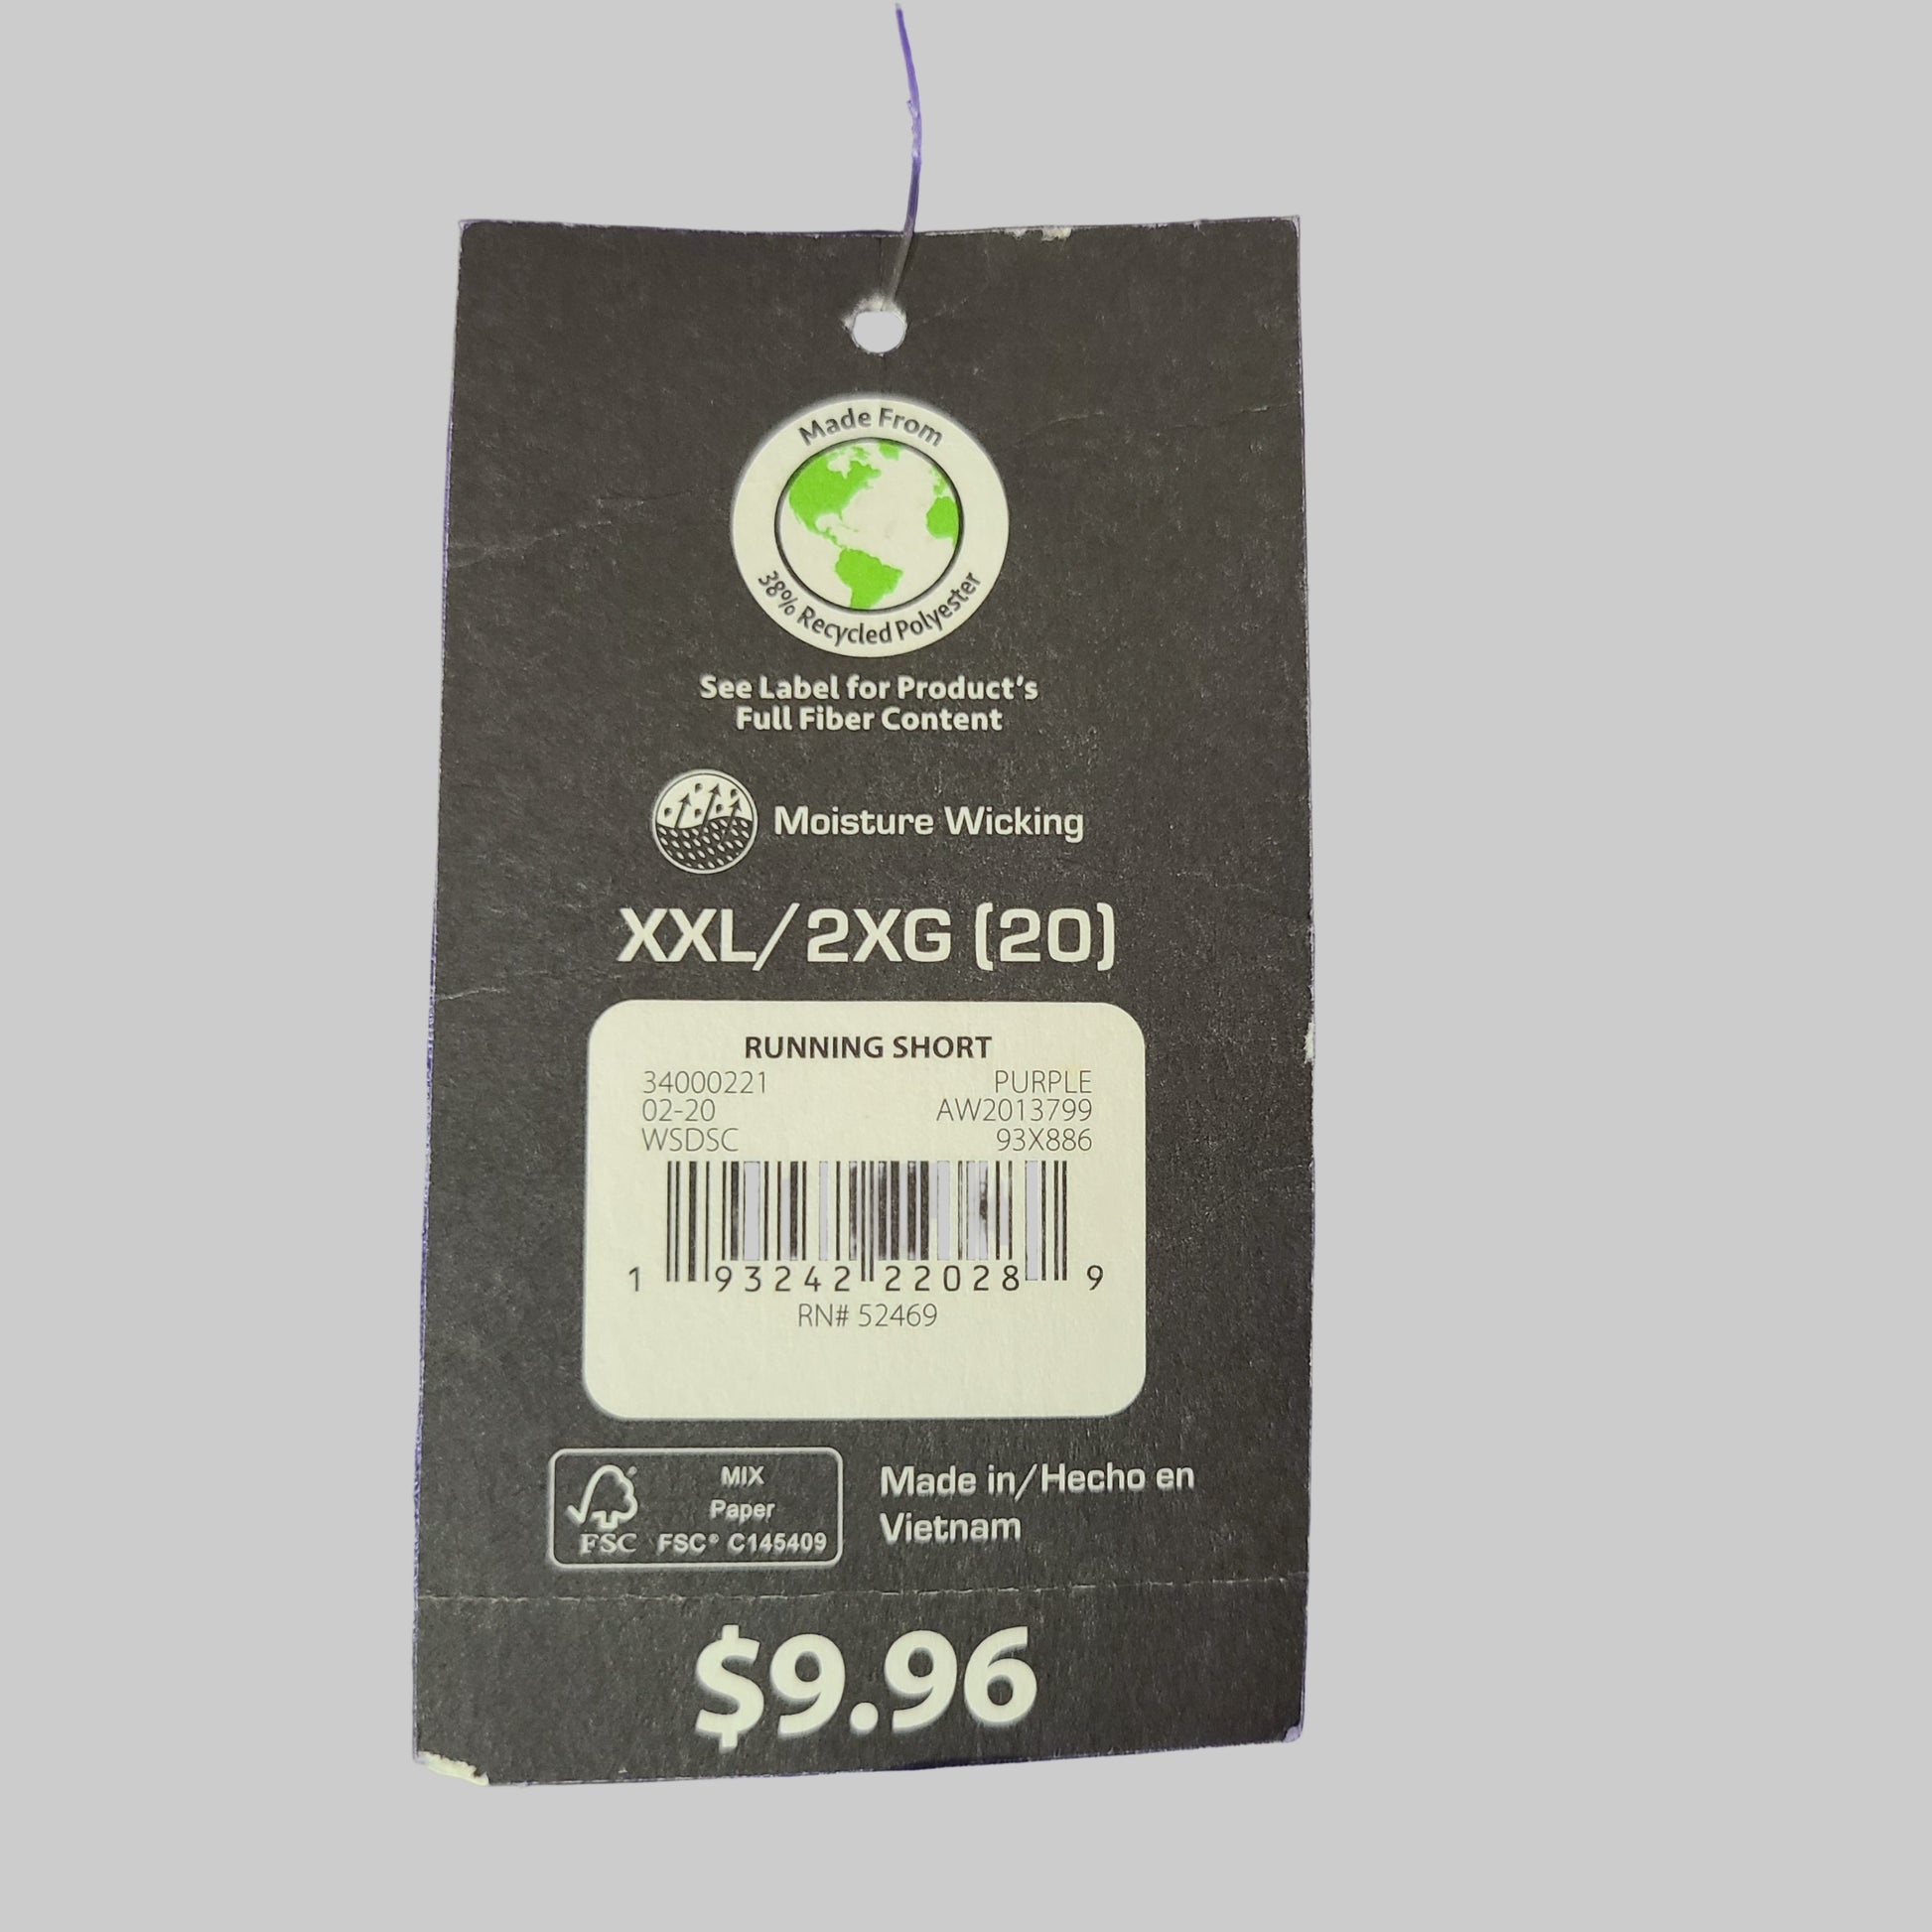 Made From
38% Recycled Polyester
See Label for Product's
Full Fiber Content
Moisture Wicking
XXL/2XG (20)
RUNNING SHORT
34000221 PURPLE
02-20 AW2013799
WSDSC 93X886
1 93242 22028 9
RN# 52469
MIX
Paper
FSC FSC® C145409
Made in/Hecho en
Vietnam
$9.96